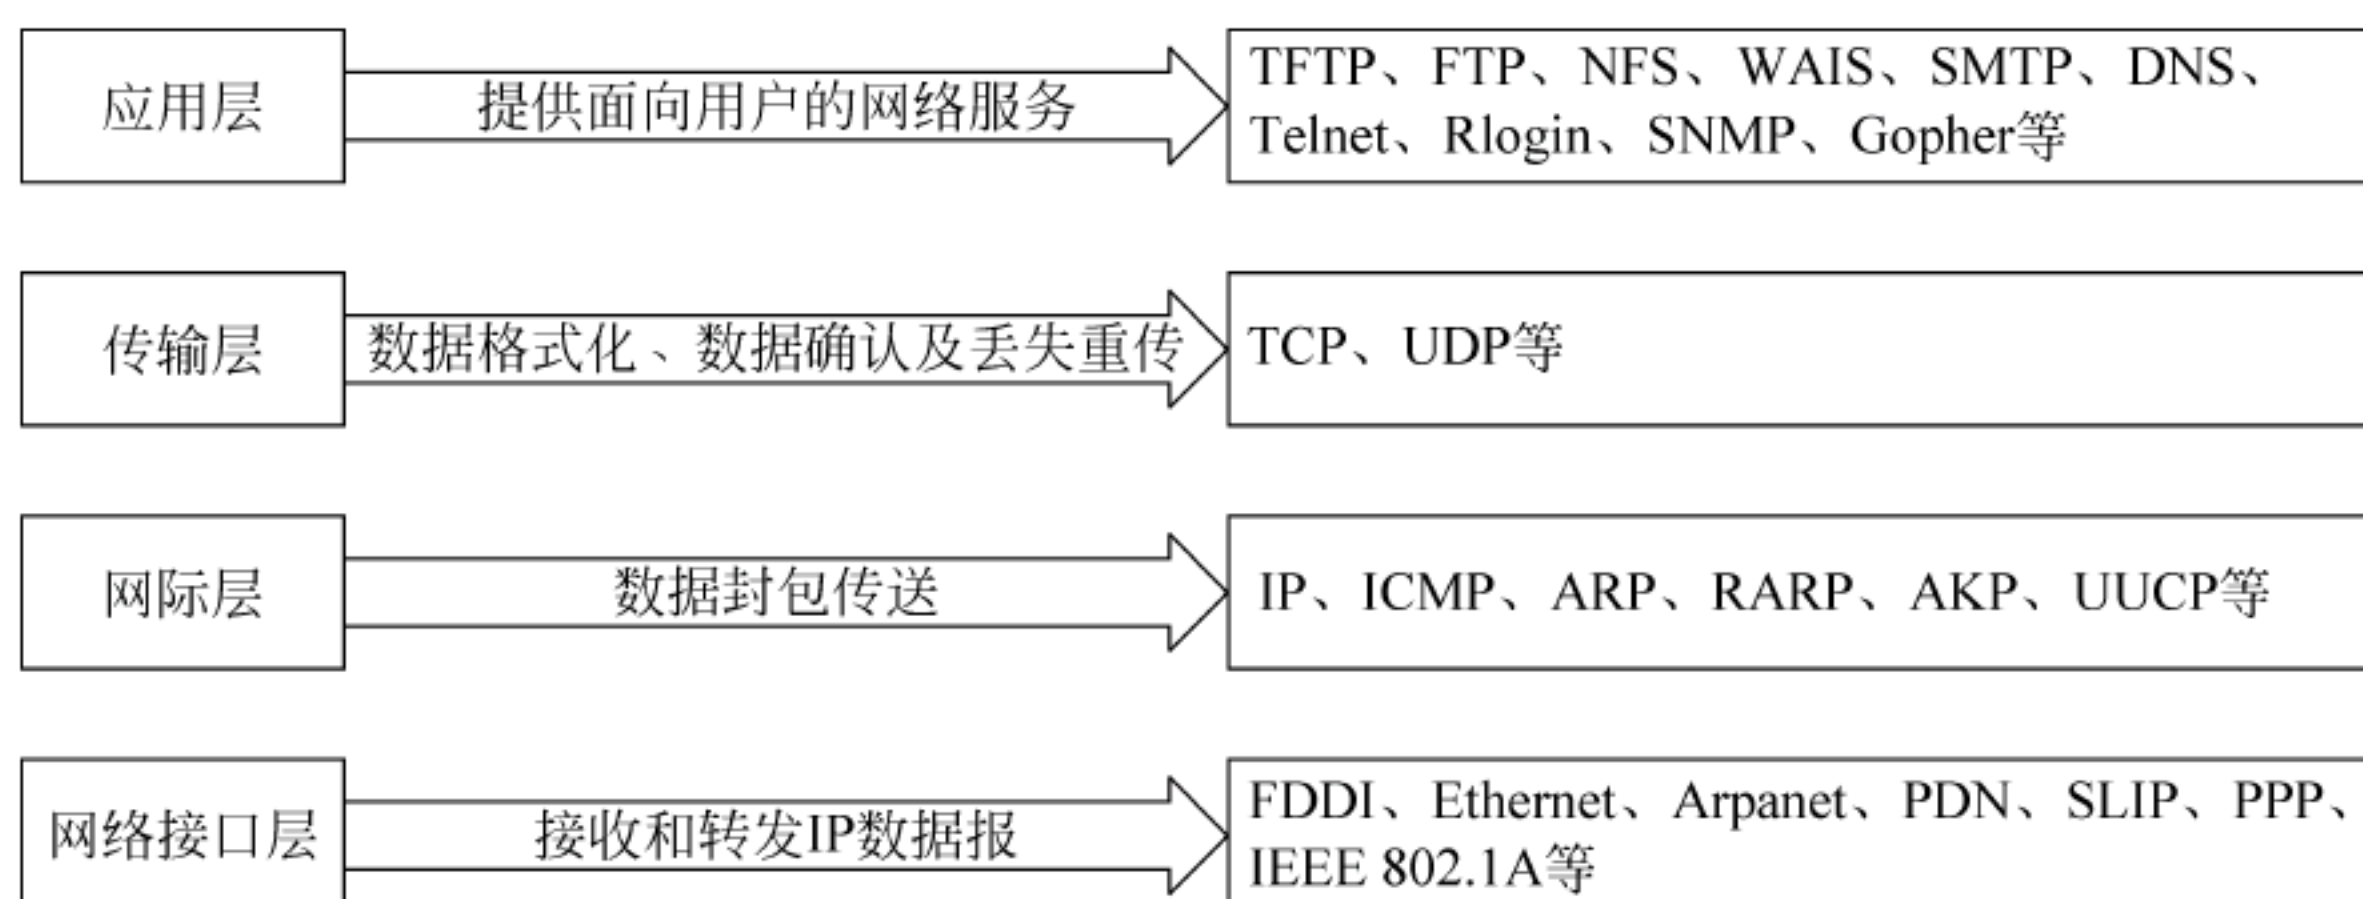 应用层
提供面向用户的网络服务
TFTP、FTP、NFS、WAIS、SMTP、DNS、
Telnet、Rlogin、SNMP、Gopher等
传输层
数据格式化、数据确认及丢失重传
TCP、UDP等
网际层
数据封包传送
IP、ICMP、ARP、RARP、AKP、UUCP等
网络接口层
接收和转发IP数据报
FDDI、Ethernet、Arpanet、PDN、SLIP、PPP、
IEEE 802.1A等